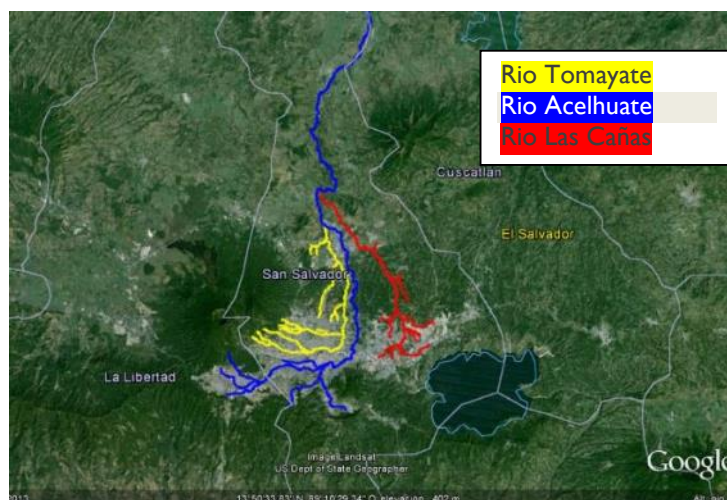 Rio Tomayate
Rio Acelhuate
Rio Las Cañas
Cuscatlán
El Salvador
San Salvador
La Libertad
Image Landsat
US Dept of State Geographer
Google